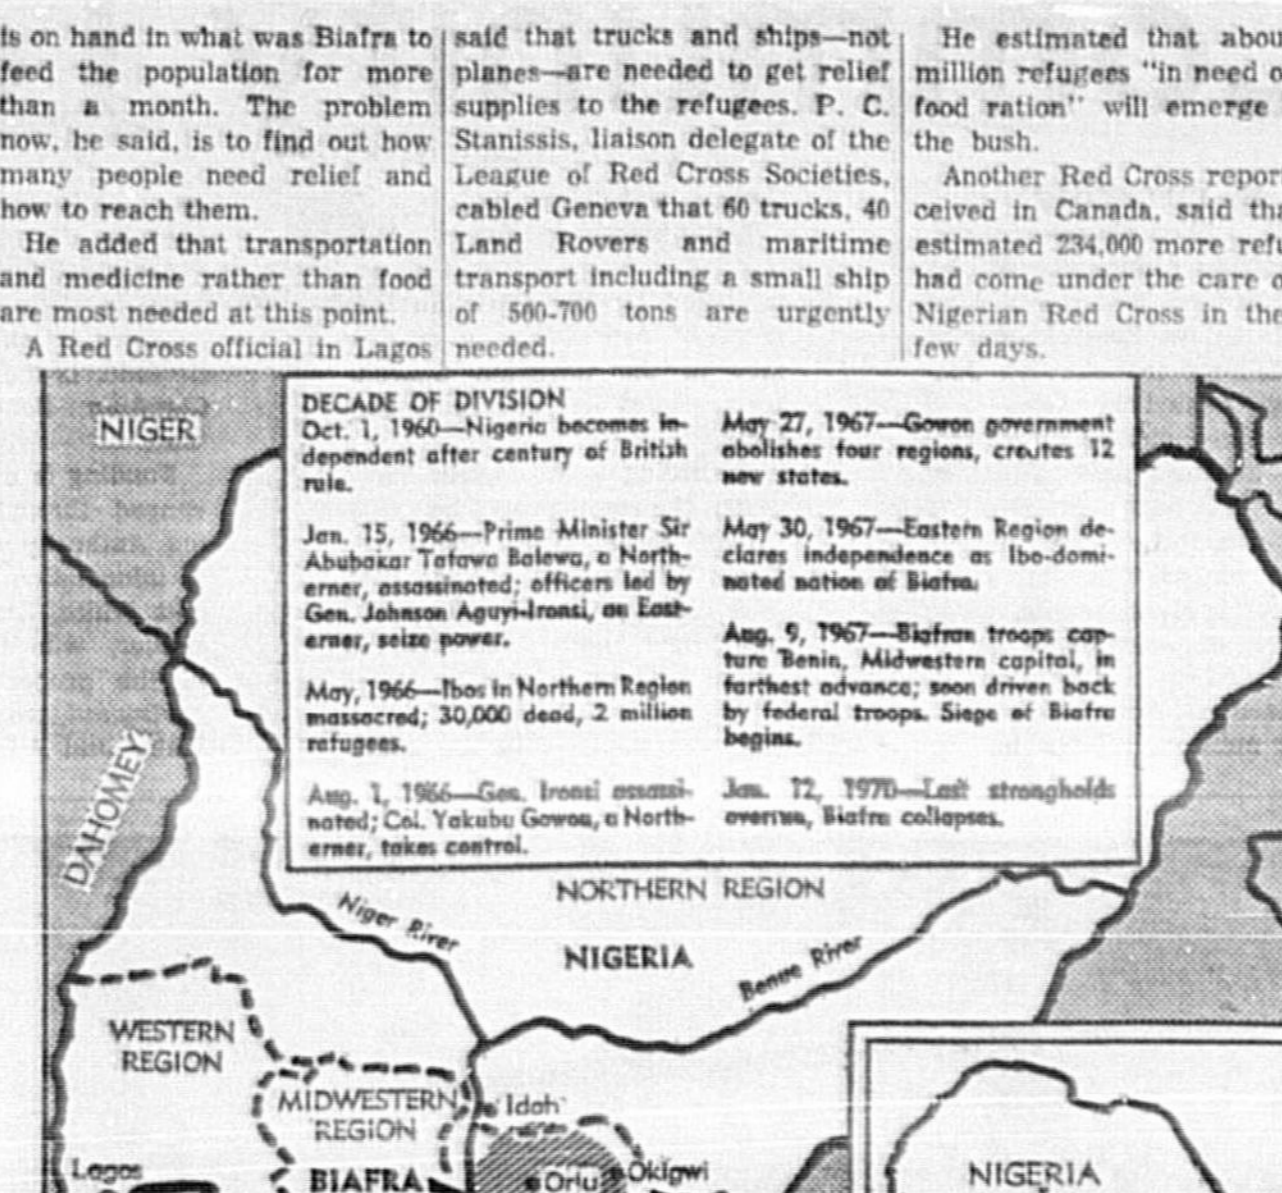 is on hand in what was Biafra to
feed the population for more
than a month. The problem
now, he said, is to find out how
many people need relief and
how to reach them.
He added that transportation
and medicine rather than food
are most needed at this point.
A Red Cross official in Lagos
said that trucks and ships—not
planes—are needed to get relief
supplies to the refugees. P. C.
Stanissis, liaison delegate of the
League of Red Cross Societies,
cabled Geneva that 60 trucks, 40
Land Rovers and maritime
transport including a small ship
of 500-700 tons are urgently
needed.
He estimated that abou
million refugees "in need o
food ration" will emerge
the bush.
Another Red Cross repor
ceived in Canada, said tha
estimated 234,000 more refu
had come under the care o
Nigerian Red Cross in the
few days.
DECADE OF DIVISION
Oct. 1, 1960—Nigeria becomes in-
dependent after century of British
rule.
Jan. 15, 1966—Prime Minister Sir
Abubakar Tafawa Balewa, a North-
erner, assassinated; officers led by
Gen. Johnson Aguyi-Ironsi, an East-
erner, seize power.
May, 1966—Ibos in Northern Region
massacred; 30,000 dead, 2 million
refugees.
Aug. 1, 1966—Gen. Ironsi assassi-
nated; Col. Yakubu Gowon, a North-
erner, takes control.
May 27, 1967—Gowon government
abolishes four regions, creates 12
new states.
May 30, 1967—Eastern Region de-
clares independence as Ibo-domi-
nated nation of Biafra.
Aug. 9, 1967—Biafran troops cap-
ture Benin, Midwestern capital, in
farthest advance; soon driven back
by federal troops. Siege of Biafra
begins.
Jan. 12, 1970—Last strongholds
overrun, Biafra collapses.
NIGER
DAHOMEY
NORTHERN REGION
Niger River
NIGERIA
Benue River
WESTERN
REGION
MIDWESTERN
REGION
Idah
Lagos
BIAFRA
Orlu
Okigwi
NIGERIA